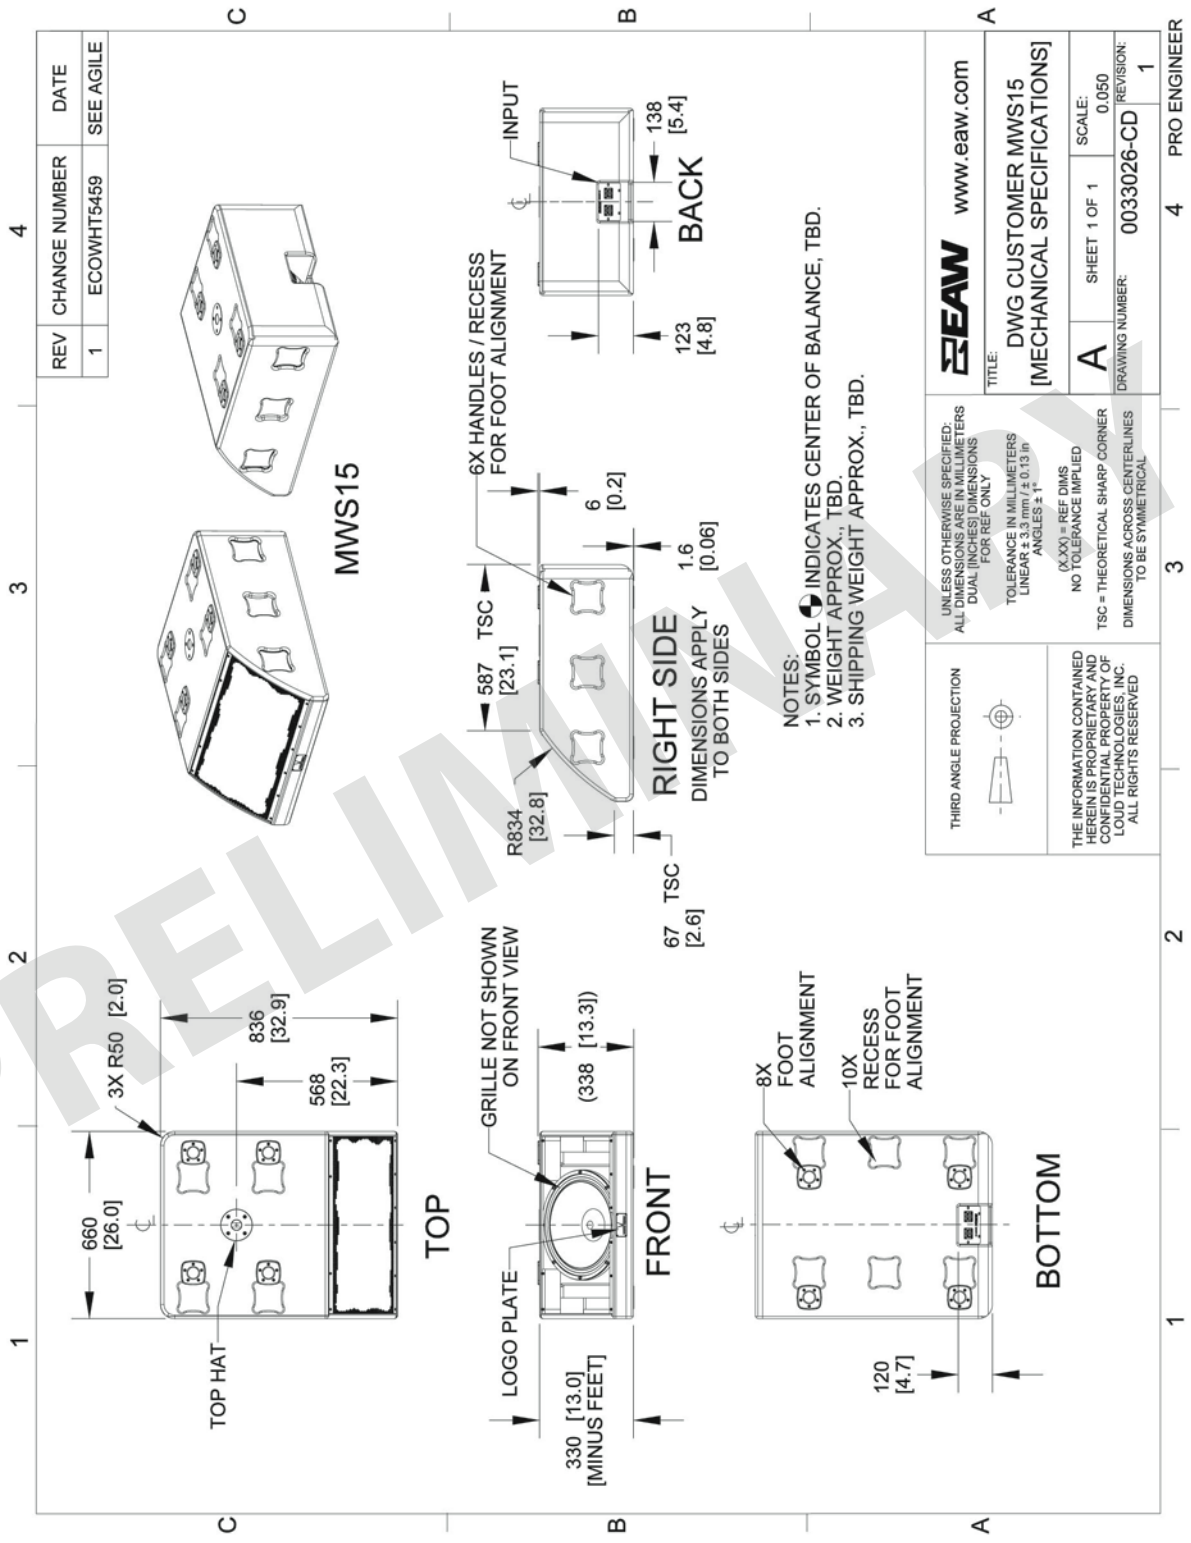 1
2
3
4
C
B
A
REV
CHANGE NUMBER
DATE
1
ECOWHT5459
SEE AGILE
660
[26.0]
3X R50 [2.0]
836
[32.9]
568
[22.3]
TOP HAT
TOP
MWS15
LOGO PLATE
GRILLE NOT SHOWN
ON FRONT VIEW
330 [13.0]
[MINUS FEET]
(338 [13.3])
FRONT
587 TSC
[23.1]
R834
[32.8]
67 TSC
[2.6]
6X HANDLES / RECESS
FOR FOOT ALIGNMENT
6
[0.2]
1.6
[0.06]
RIGHT SIDE
DIMENSIONS APPLY
TO BOTH SIDES
INPUT
123
[4.8]
138
[5.4]
BACK
120
[4.7]
8X
FOOT
ALIGNMENT
10X
RECESS
FOR FOOT
ALIGNMENT
BOTTOM
NOTES:
1. SYMBOL INDICATES CENTER OF BALANCE, TBD.
2. WEIGHT APPROX., TBD.
3. SHIPPING WEIGHT APPROX., TBD.
THIRD ANGLE PROJECTION
THE INFORMATION CONTAINED
HEREIN IS PROPRIETARY AND
CONFIDENTIAL PROPERTY OF
LOUD TECHNOLOGIES, INC.
ALL RIGHTS RESERVED
UNLESS OTHERWISE SPECIFIED:
ALL DIMENSIONS ARE IN MILLIMETERS
DUAL [INCHES] DIMENSIONS
FOR REF ONLY
TOLERANCE IN MILLIMETERS
LINEAR ± 3.3 mm / ± 0.13 in
ANGLES ± 1°
(X.XX) = REF DIMS
NO TOLERANCE IMPLIED
TSC = THEORETICAL SHARP CORNER
DIMENSIONS ACROSS CENTERLINES
TO BE SYMMETRICAL
EAW www.eaw.com
TITLE:
DWG CUSTOMER MWS15
[MECHANICAL SPECIFICATIONS]
A
SHEET 1 OF 1
SCALE:
0.050
DRAWING NUMBER:
0033026-CD
REVISION:
1
C
B
A
1
2
3
4
PRO ENGINEER
PRELIMINARY